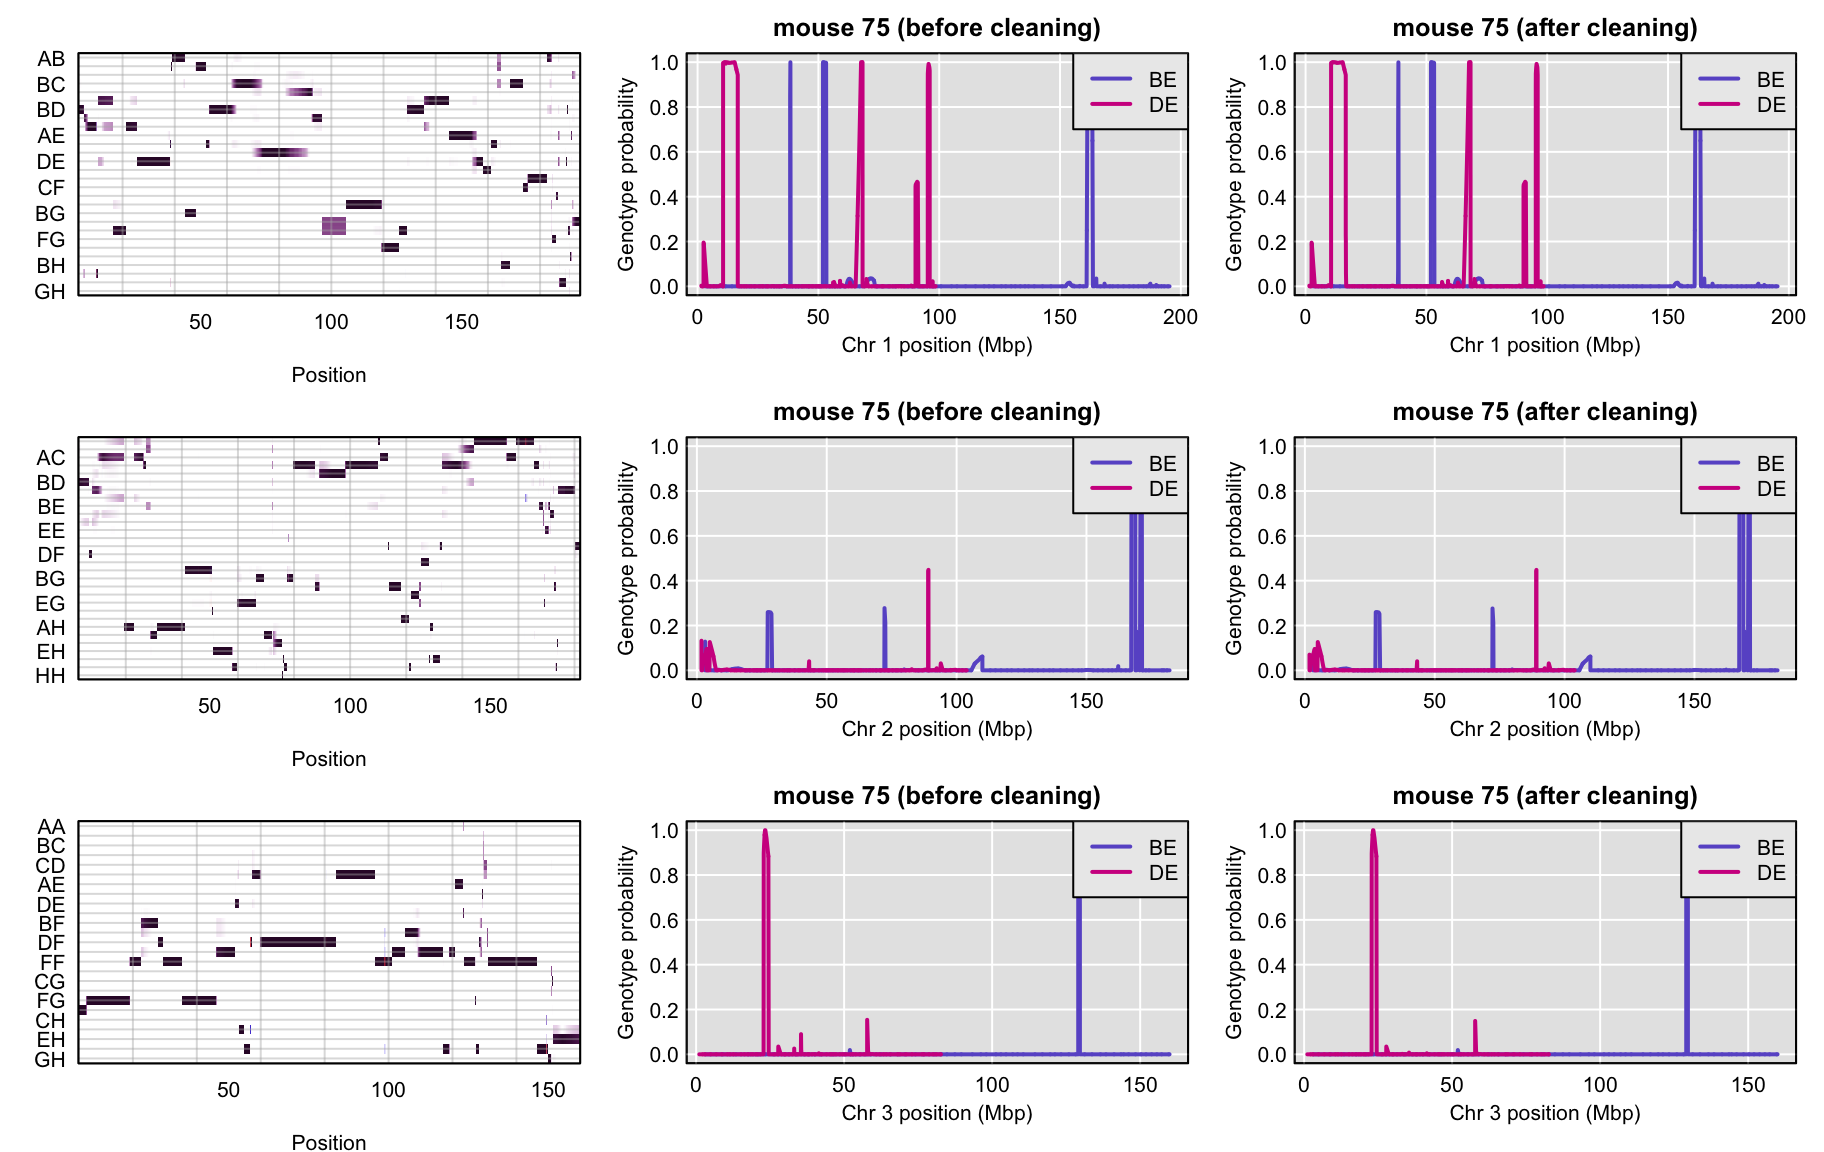 AB
BC
BD
AE
DE
CF
BG
FG
BH
GH
50 100 150
Position
mouse 75 (before cleaning)
Genotype probability
1.0
0.8
0.6
0.4
0.2
0.0
BE
DE
0 50 100 150 200
Chr 1 position (Mbp)
mouse 75 (after cleaning)
Genotype probability
1.0
0.8
0.6
0.4
0.2
0.0
BE
DE
0 50 100 150 200
Chr 1 position (Mbp)
AC
BD
BE
EE
DF
BG
EG
AH
EH
HH
50 100 150
Position
mouse 75 (before cleaning)
Genotype probability
1.0
0.8
0.6
0.4
0.2
0.0
BE
DE
0 50 100 150
Chr 2 position (Mbp)
mouse 75 (after cleaning)
Genotype probability
1.0
0.8
0.6
0.4
0.2
0.0
BE
DE
0 50 100 150
Chr 2 position (Mbp)
AA
BC
CD
AE
DE
BF
DF
FF
CG
FG
CH
EH
GH
50 100 150
Position
mouse 75 (before cleaning)
Genotype probability
1.0
0.8
0.6
0.4
0.2
0.0
BE
DE
0 50 100 150
Chr 3 position (Mbp)
mouse 75 (after cleaning)
Genotype probability
1.0
0.8
0.6
0.4
0.2
0.0
BE
DE
0 50 100 150
Chr 3 position (Mbp)